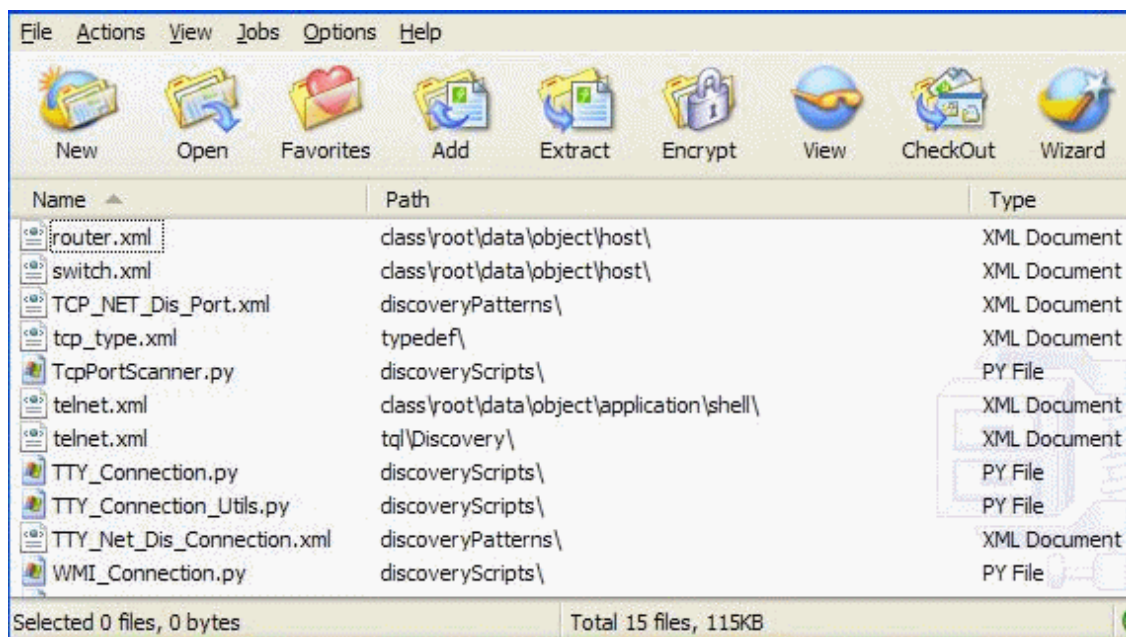 File Actions View Jobs Options Help
New Open Favorites Add Extract Encrypt View CheckOut Wizard
Name Path Type
router.xml class\root\data\object\host\ XML Document
switch.xml class\root\data\object\host\ XML Document
TCP_NET_Dis_Port.xml discoveryPatterns\ XML Document
tcp_type.xml typedef\ XML Document
TcpPortScanner.py discoveryScripts\ PY File
telnet.xml class\root\data\object\application\shell\ XML Document
telnet.xml tql\Discovery\ XML Document
TTY_Connection.py discoveryScripts\ PY File
TTY_Connection_Utils.py discoveryScripts\ PY File
TTY_Net_Dis_Connection.xml discoveryPatterns\ XML Document
WMI_Connection.py discoveryScripts\ PY File
Selected 0 files, 0 bytes Total 15 files, 115KB